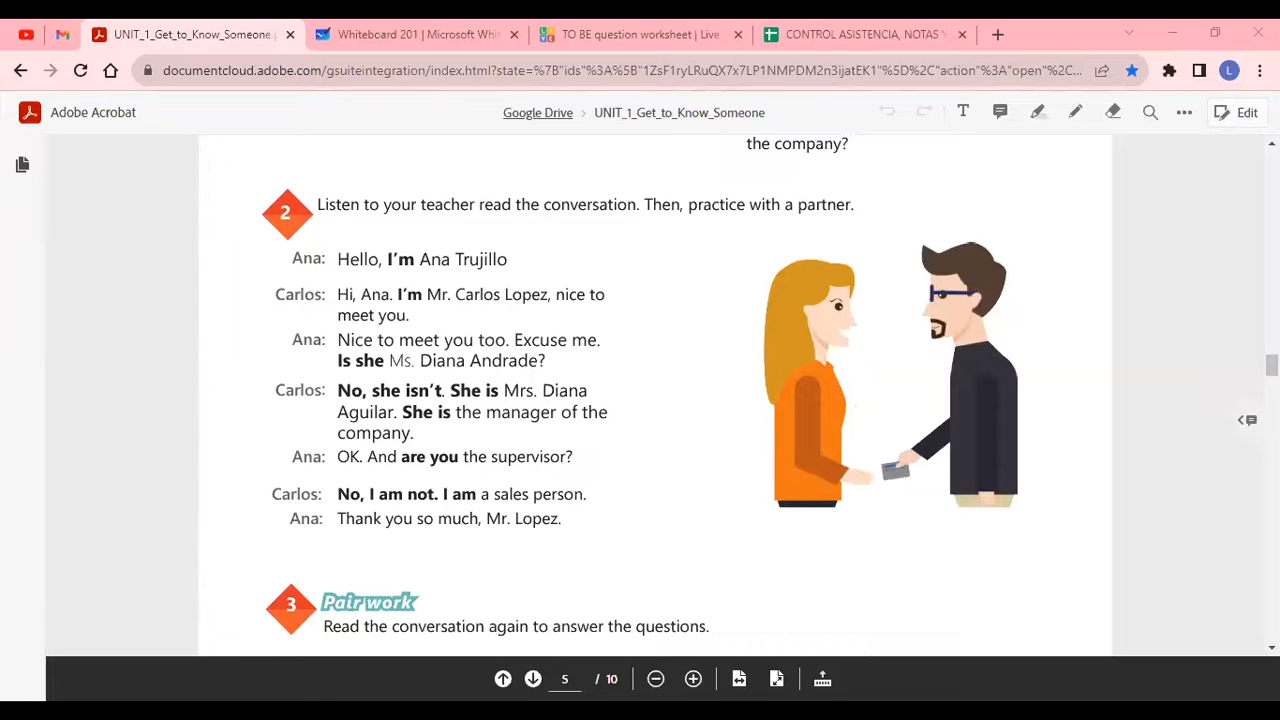 UNIT_1_Get_to_Know_Someone.
Whiteboard 201 | Microsoft Whi
TO BE question worksheet | Live
CONTROL ASISTENCIA, NOTAS Y
documentcloud.adobe.com/gsuiteintegration/index.html?state=%7B"ids"%3A%5B"1ZsF1ryLRuQX7x7LP1NMPDM2n3ijatEK1"%5D%2C"action"%3A"open"%2C...
L
Adobe Acrobat
Google Drive > UNIT_1_Get_to_Know_Someone
Edit
the company?
2 Listen to your teacher read the conversation. Then, practice with a partner.
Ana: Hello, I'm Ana Trujillo
Carlos: Hi, Ana. I'm Mr. Carlos Lopez, nice to
meet you.
Ana: Nice to meet you too. Excuse me.
Is she Ms. Diana Andrade?
Carlos: No, she isn't. She is Mrs. Diana
Aguilar. She is the manager of the
company.
Ana: OK. And are you the supervisor?
Carlos: No, I am not. I am a sales person.
Ana: Thank you so much, Mr. Lopez.
3 Pair work
Read the conversation again to answer the questions.
5 / 10